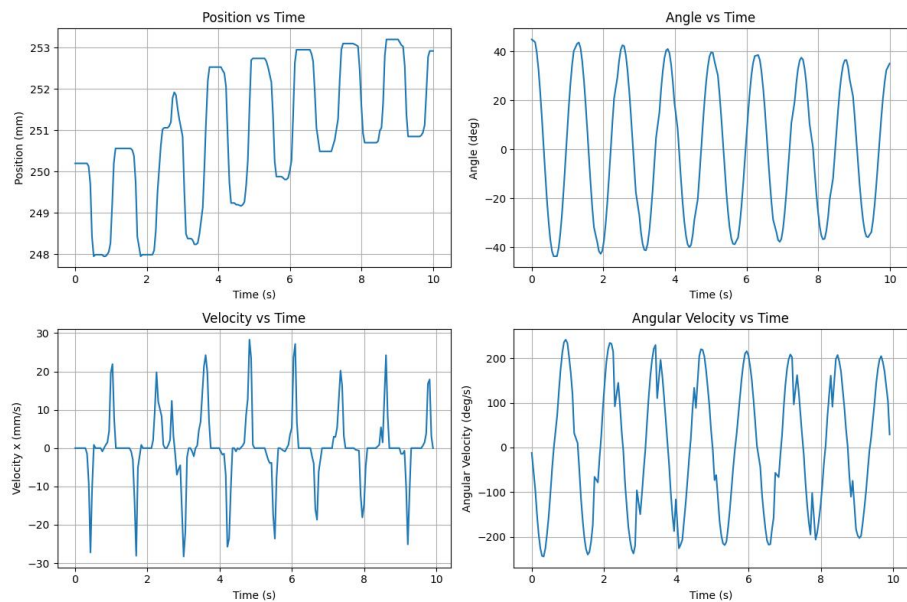 Position vs Time
253
252
251
250
249
248
Position (mm)
0 2 4 6 8 10
Time (s)
Angle vs Time
40
20
0
−20
−40
Angle (deg)
0 2 4 6 8 10
Time (s)
Velocity vs Time
30
20
10
0
−10
−20
−30
Velocity x (mm/s)
0 2 4 6 8 10
Time (s)
Angular Velocity vs Time
200
100
0
−100
−200
Angular Velocity (deg/s)
0 2 4 6 8 10
Time (s)